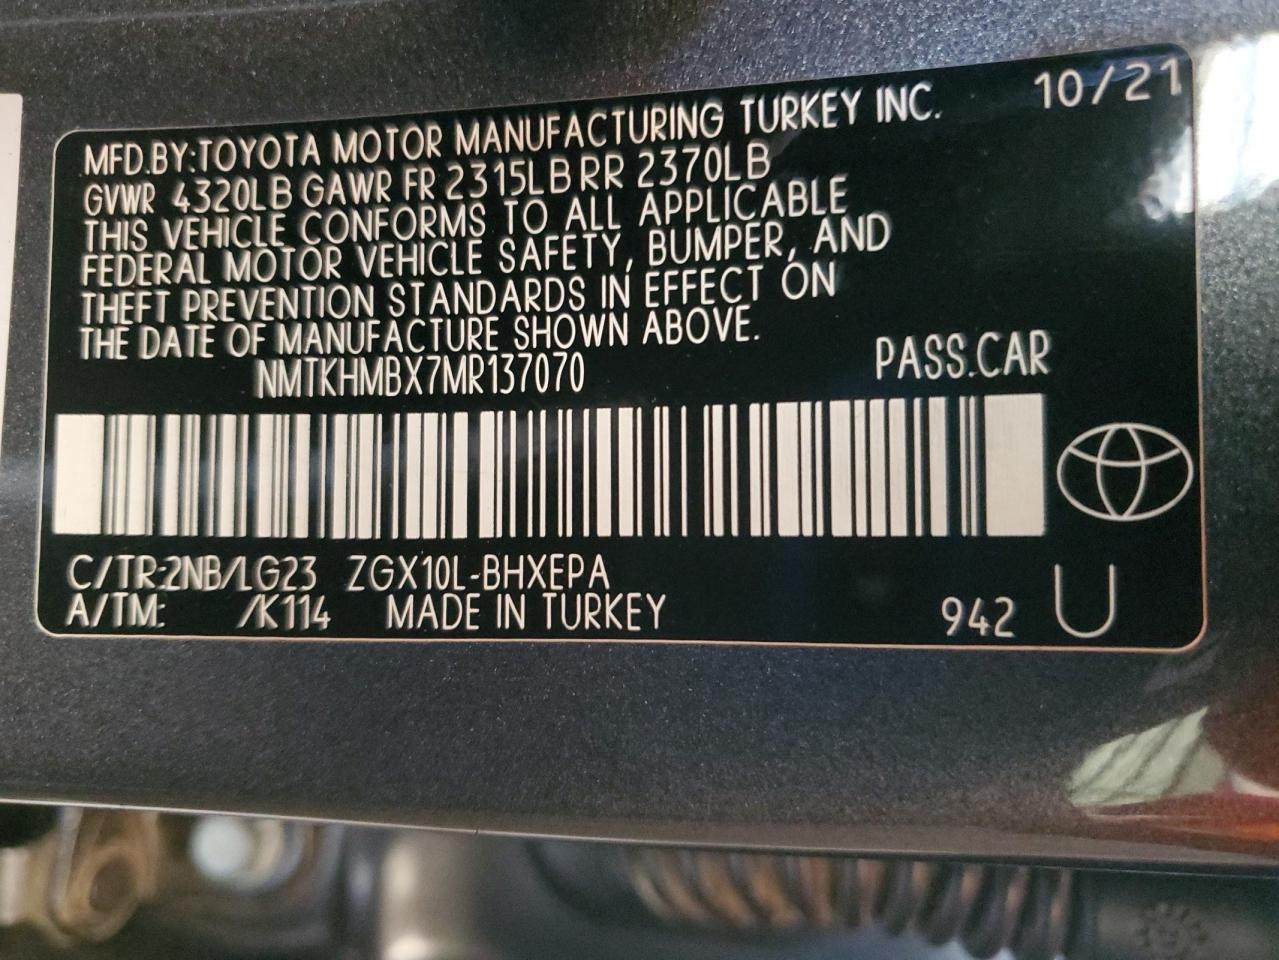 10/21
MFD.BY:TOYOTA MOTOR MANUFACTURING TURKEY INC.
GVWR 4320LB GAWR FR 2315LB RR 2370LB
THIS VEHICLE CONFORMS TO ALL APPLICABLE
FEDERAL MOTOR VEHICLE SAFETY, BUMPER, AND
THEFT PREVENTION STANDARDS IN EFFECT ON
THE DATE OF MANUFACTURE SHOWN ABOVE.
NMTKHMBX7MR137070 PASS.CAR
C/TR:2NB/LG23 ZGX10L-BHXEPA
A/TM: /K114 MADE IN TURKEY 942 U